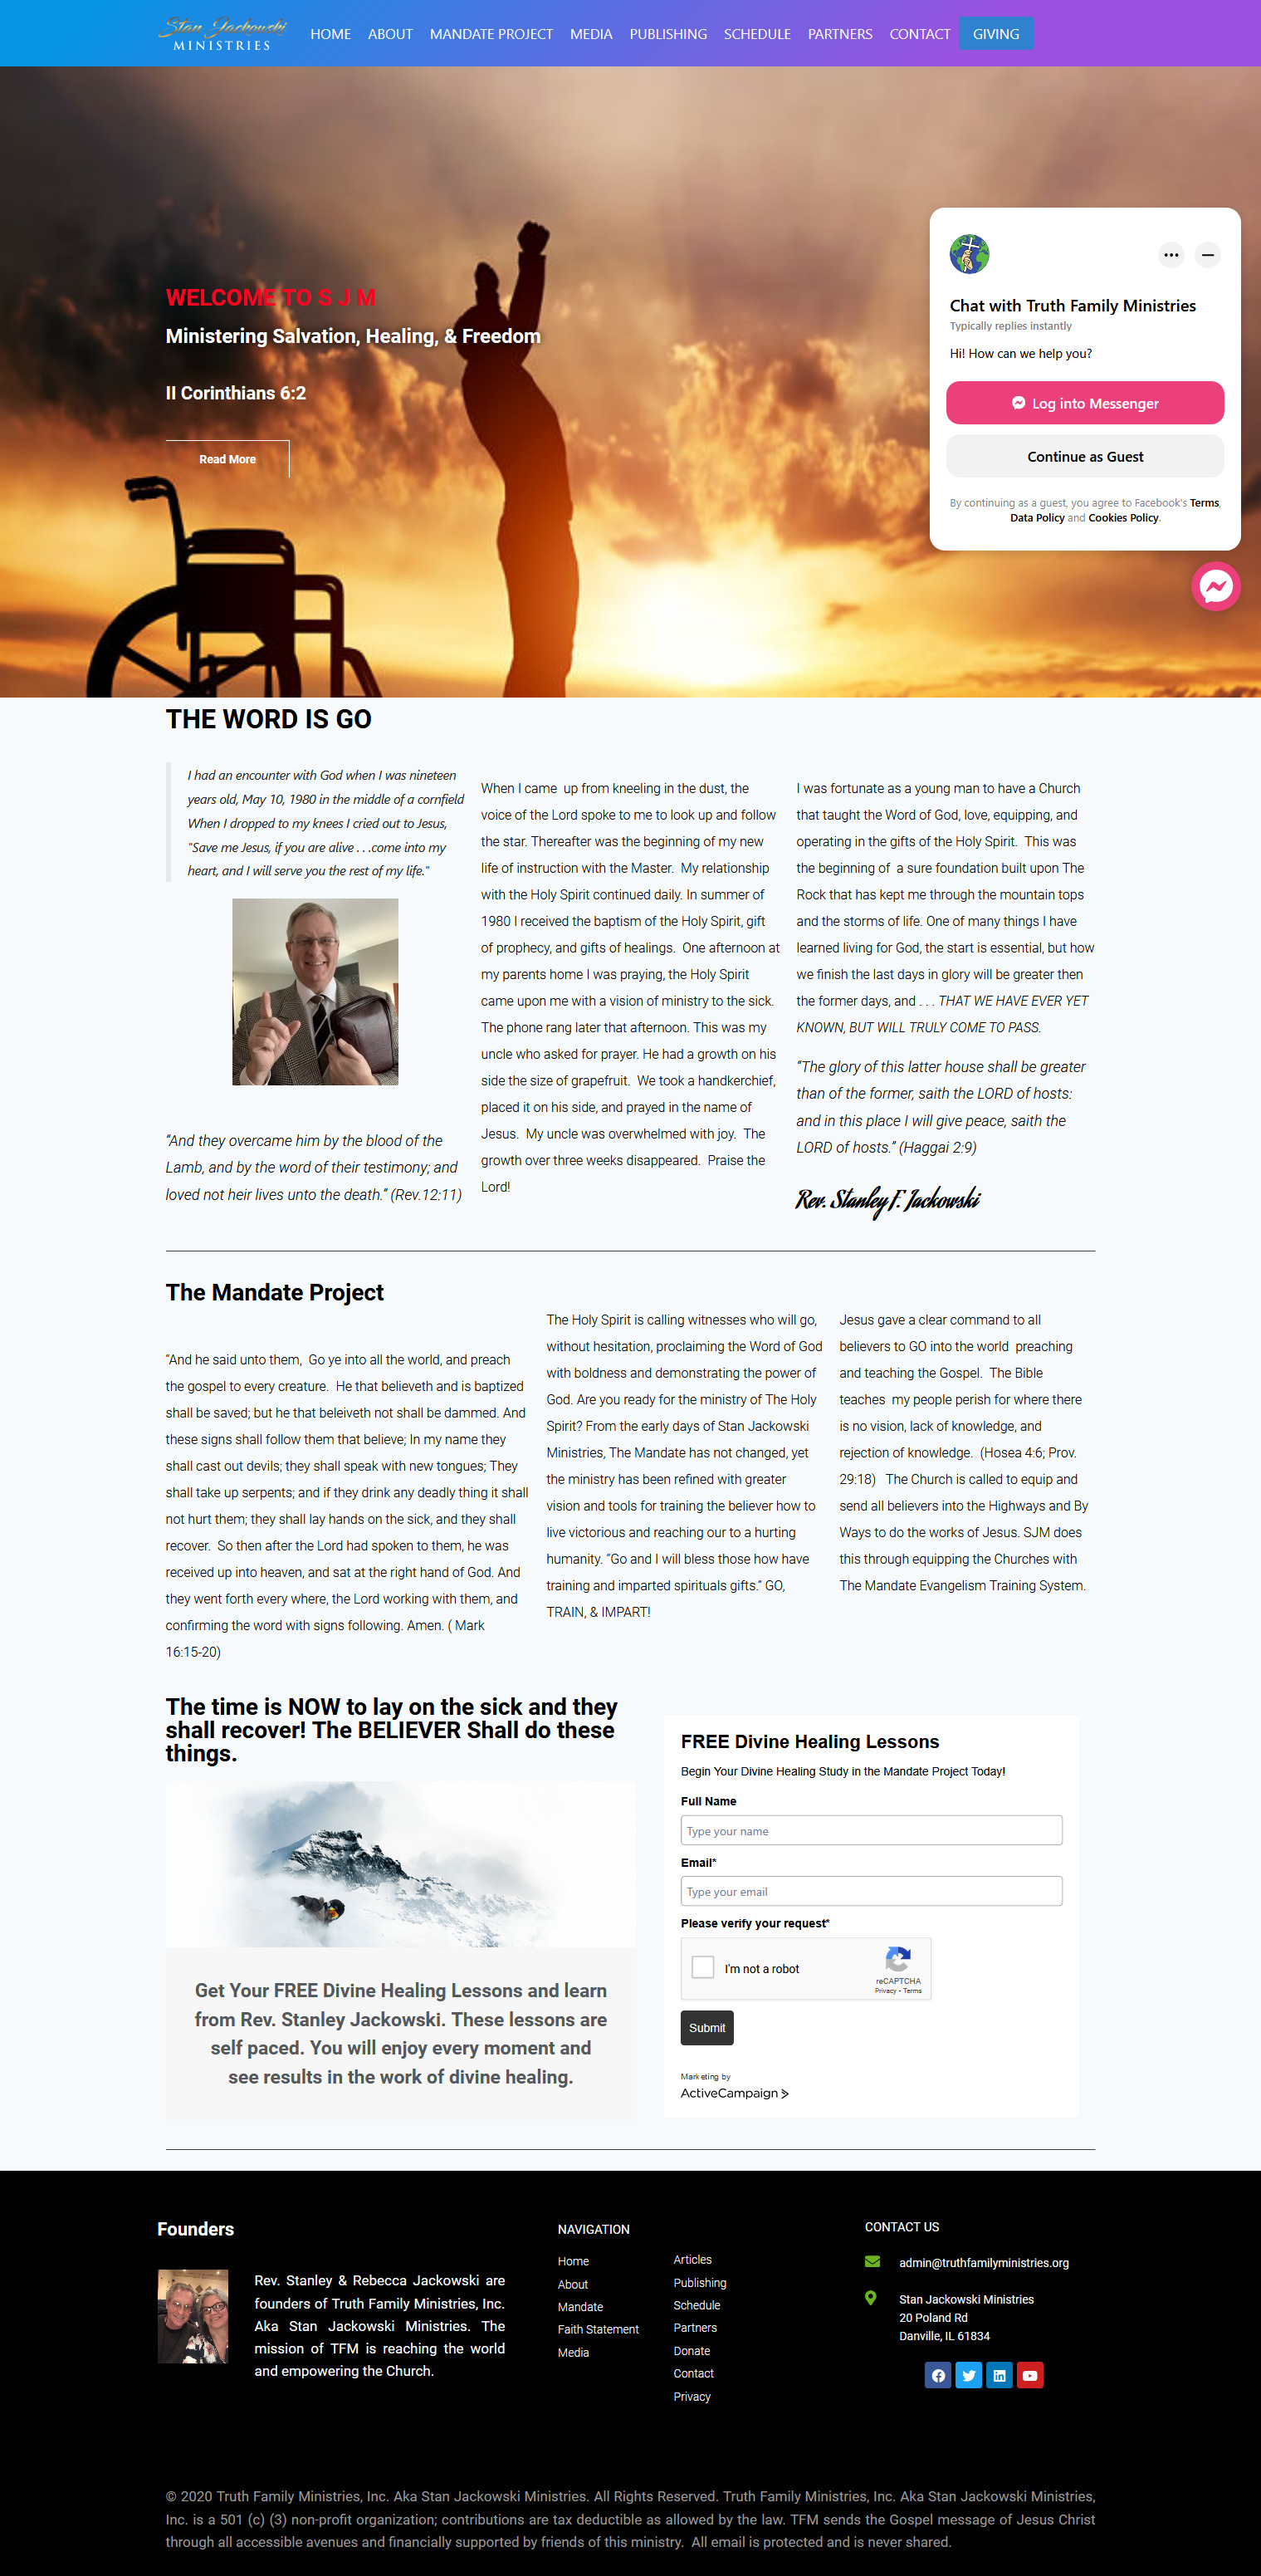 Stan Jackowski
MINISTRIES
HOME
ABOUT
MANDATE PROJECT
MEDIA
PUBLISHING
SCHEDULE
PARTNERS
CONTACT
GIVING
WELCOME TO S J M
Ministering Salvation, Healing, & Freedom
II Corinthians 6:2
Read More
Chat with Truth Family Ministries
Typically replies instantly
Hi! How can we help you?
Log into Messenger
Continue as Guest
By continuing as a guest, you agree to Facebook's Terms,
Data Policy and Cookies Policy.
THE WORD IS GO
I had an encounter with God when I was nineteen
years old, May 10, 1980 in the middle of a cornfield
When I dropped to my knees I cried out to Jesus,
"Save me Jesus, if you are alive . . .come into my
heart, and I will serve you the rest of my life."
“And they overcame him by the blood of the
Lamb, and by the word of their testimony; and
loved not heir lives unto the death.” (Rev.12:11)
When I came  up from kneeling in the dust, the
voice of the Lord spoke to me to look up and follow
the star. Thereafter was the beginning of my new
life of instruction with the Master.  My relationship
with the Holy Spirit continued daily. In summer of
1980 I received the baptism of the Holy Spirit, gift
of prophecy, and gifts of healings.  One afternoon at
my parents home I was praying, the Holy Spirit
came upon me with a vision of ministry to the sick.
The phone rang later that afternoon. This was my
uncle who asked for prayer. He had a growth on his
side the size of grapefruit.  We took a handkerchief,
placed it on his side, and prayed in the name of
Jesus.  My uncle was overwhelmed with joy.  The
growth over three weeks disappeared.  Praise the
Lord!
I was fortunate as a young man to have a Church
that taught the Word of God, love, equipping, and
operating in the gifts of the Holy Spirit.  This was
the beginning of  a sure foundation built upon The
Rock that has kept me through the mountain tops
and the storms of life. One of many things I have
learned living for God, the start is essential, but how
we finish the last days in glory will be greater then
the former days, and . . . THAT WE HAVE EVER YET
KNOWN, BUT WILL TRULY COME TO PASS.
“The glory of this latter house shall be greater
than of the former, saith the LORD of hosts:
and in this place I will give peace, saith the
LORD of hosts.” (Haggai 2:9)
Rev. Stanley F. Jackowski
The Mandate Project
“And he said unto them,  Go ye into all the world, and preach
the gospel to every creature.  He that believeth and is baptized
shall be saved; but he that beleiveth not shall be dammed. And
these signs shall follow them that believe; In my name they
shall cast out devils; they shall speak with new tongues; They
shall take up serpents; and if they drink any deadly thing it shall
not hurt them; they shall lay hands on the sick, and they shall
recover.  So then after the Lord had spoken to them, he was
received up into heaven, and sat at the right hand of God. And
they went forth every where, the Lord working with them, and
confirming the word with signs following. Amen. ( Mark
16:15-20)
The Holy Spirit is calling witnesses who will go,
without hesitation, proclaiming the Word of God
with boldness and demonstrating the power of
God. Are you ready for the ministry of The Holy
Spirit? From the early days of Stan Jackowski
Ministries, The Mandate has not changed, yet
the ministry has been refined with greater
vision and tools for training the believer how to
live victorious and reaching our to a hurting
humanity. “Go and I will bless those how have
training and imparted spirituals gifts.” GO,
TRAIN, & IMPART!
Jesus gave a clear command to all
believers to GO into the world  preaching
and teaching the Gospel.  The Bible
teaches  my people perish for where there
is no vision, lack of knowledge, and
rejection of knowledge.  (Hosea 4:6; Prov.
29:18)   The Church is called to equip and
send all believers into the Highways and By
Ways to do the works of Jesus. SJM does
this through equipping the Churches with
The Mandate Evangelism Training System.
The time is NOW to lay on the sick and they
shall recover! The BELIEVER Shall do these
things.
Get Your FREE Divine Healing Lessons and learn
from Rev. Stanley Jackowski. These lessons are
self paced. You will enjoy every moment and
see results in the work of divine healing.
FREE Divine Healing Lessons
Begin Your Divine Healing Study in the Mandate Project Today!
Full Name
Type your name
Email*
Type your email
Please verify your request*
I'm not a robot
reCAPTCHA
Privacy - Terms
Submit
Marketing by
ActiveCampaign >
Founders
Rev. Stanley & Rebecca Jackowski are
founders of Truth Family Ministries, Inc.
Aka Stan Jackowski Ministries. The
mission of TFM is reaching the world
and empowering the Church.
NAVIGATION
Home
About
Mandate
Faith Statement
Media
Articles
Publishing
Schedule
Partners
Donate
Contact
Privacy
CONTACT US
admin@truthfamilyministries.org
Stan Jackowski Ministries
20 Poland Rd
Danville, IL 61834
© 2020 Truth Family Ministries, Inc. Aka Stan Jackowski Ministries. All Rights Reserved. Truth Family Ministries, Inc. Aka Stan Jackowski Ministries,
Inc. is a 501 (c) (3) non-profit organization; contributions are tax deductible as allowed by the law. TFM sends the Gospel message of Jesus Christ
through all accessible avenues and financially supported by friends of this ministry.  All email is protected and is never shared.